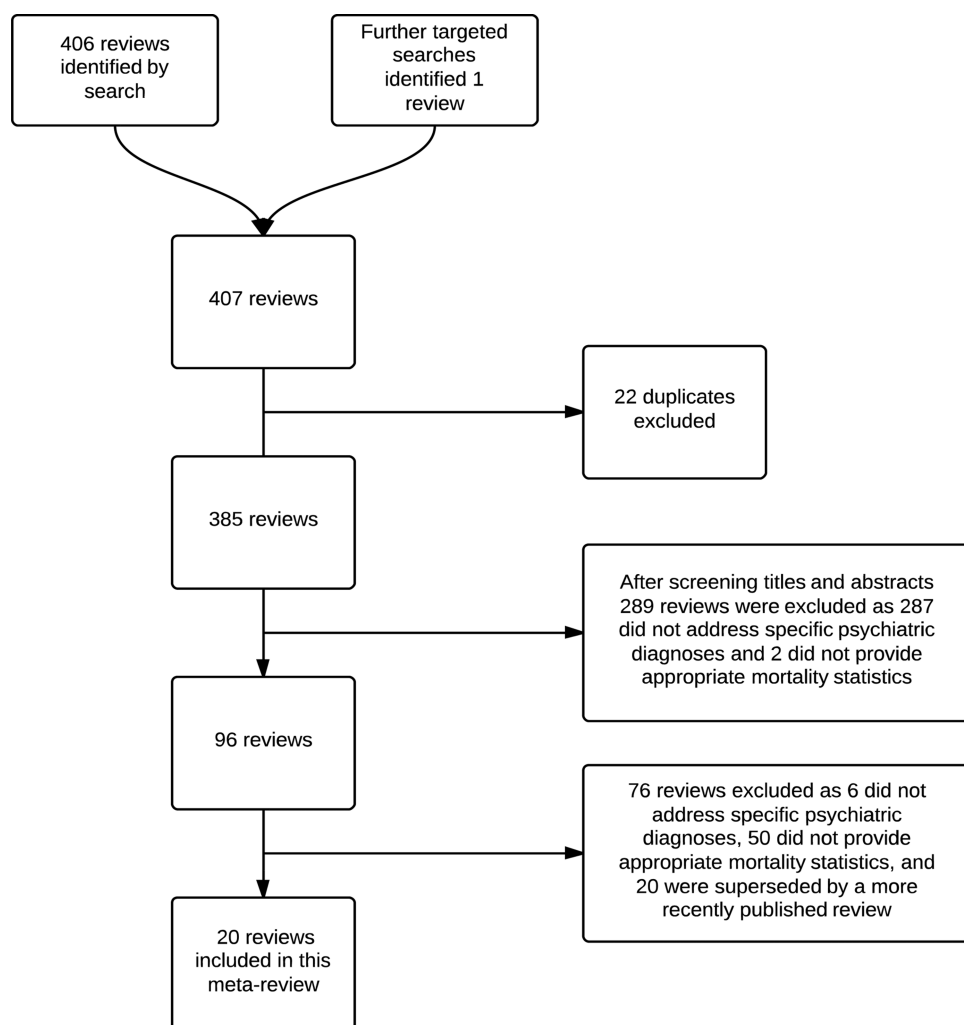 406 reviews
identified by
search
Further targeted
searches
identified 1
review
407 reviews
22 duplicates
excluded
385 reviews
After screening titles and abstracts
289 reviews were excluded as 287
did not address specific psychiatric
diagnoses and 2 did not provide
appropriate mortality statistics
96 reviews
76 reviews excluded as 6 did not
address specific psychiatric
diagnoses, 50 did not provide
appropriate mortality statistics, and
20 were superseded by a more
recently published review
20 reviews
included in this
meta-review